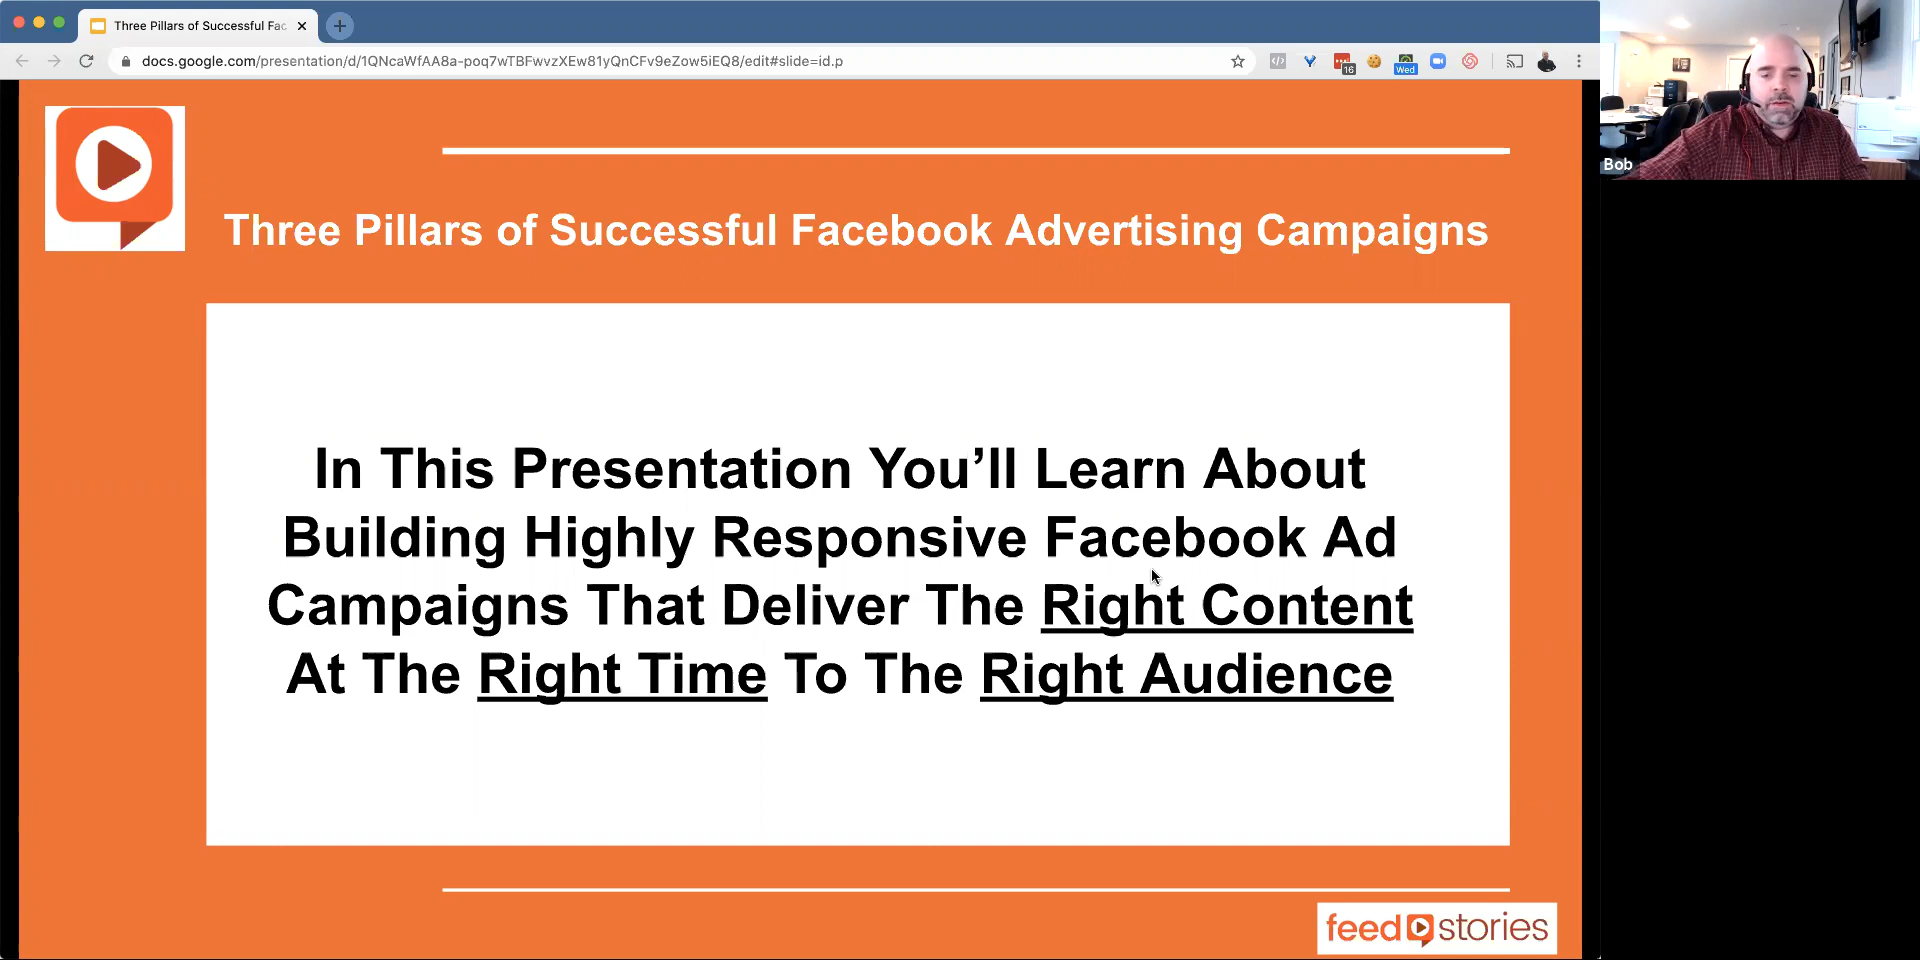 Three Pillars of Successful Fac
docs.google.com/presentation/d/1QNcaWfAA8a-poq7wTBFwvzXEw81yQnCFv9eZow5iEQ8/edit#slide=id.p
16
Wed
Bob
Three Pillars of Successful Facebook Advertising Campaigns
In This Presentation You’ll Learn About
Building Highly Responsive Facebook Ad
Campaigns That Deliver The Right Content
At The Right Time To The Right Audience
feed stories